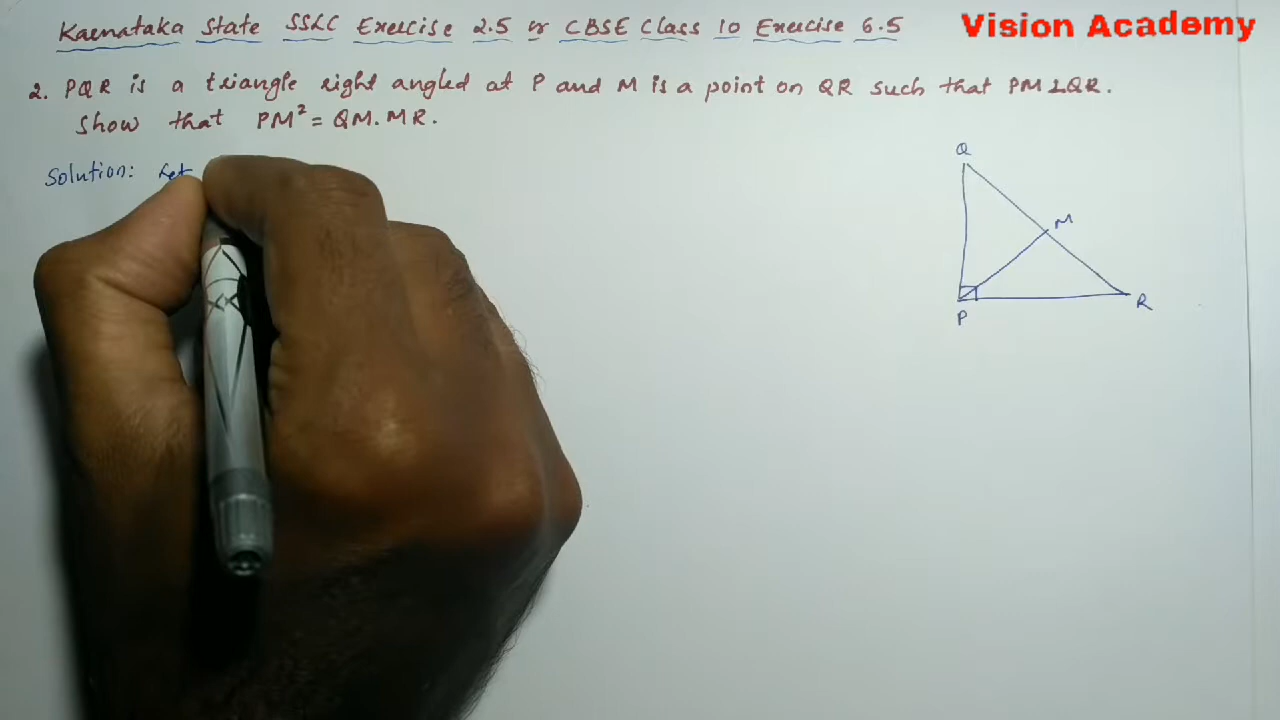 Karnataka State SSLC Exercise 2.5 or CBSE Class 10 Exercise 6.5
Vision Academy
2. PQR is a triangle right angled at P and M is a point on QR such that PM⊥QR.
Show that PM² = QM.MR.
Solution: Let
Q
M
R
P